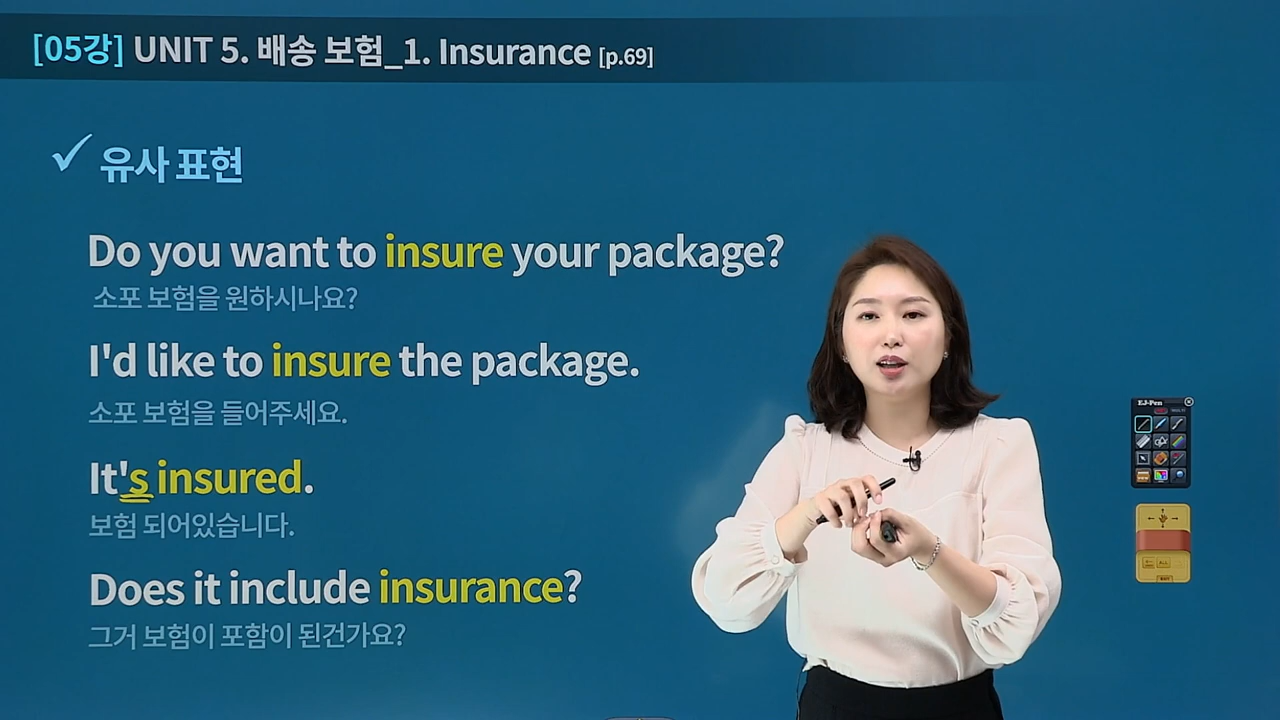 [05강] UNIT 5. 배송 보험_1. Insurance [p.69]
유사 표현
Do you want to insure your package?
소포 보험을 원하시나요?
I'd like to insure the package.
소포 보험을 들어주세요.
It's insured.
보험 되어있습니다.
Does it include insurance?
그거 보험이 포함이 된건가요?
EJ-Pen